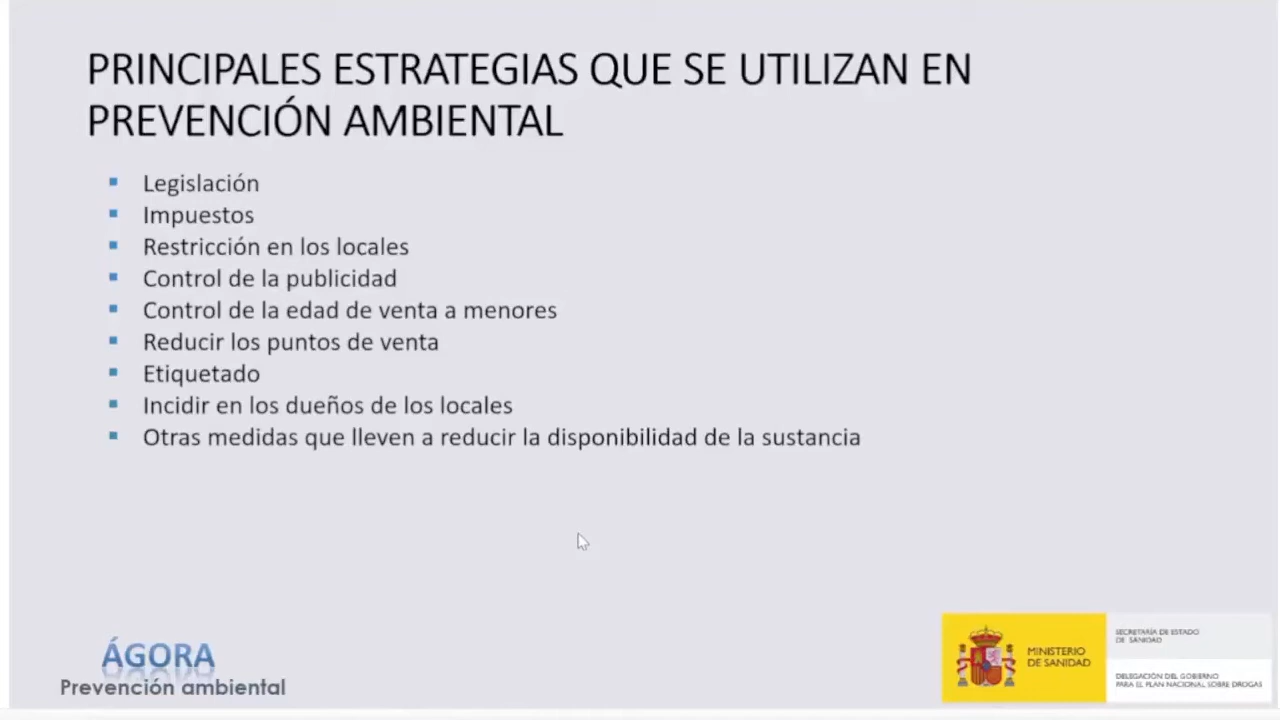 PRINCIPALES ESTRATEGIAS QUE SE UTILIZAN EN
PREVENCIÓN AMBIENTAL
Legislación
Impuestos
Restricción en los locales
Control de la publicidad
Control de la edad de venta a menores
Reducir los puntos de venta
Etiquetado
Incidir en los dueños de los locales
Otras medidas que lleven a reducir la disponibilidad de la sustancia
ÁGORA
Prevención ambiental
MINISTERIO
DE SANIDAD
SECRETARÍA DE ESTADO
DE SANIDAD
DELEGACIÓN DEL GOBIERNO
PARA EL PLAN NACIONAL SOBRE DROGAS